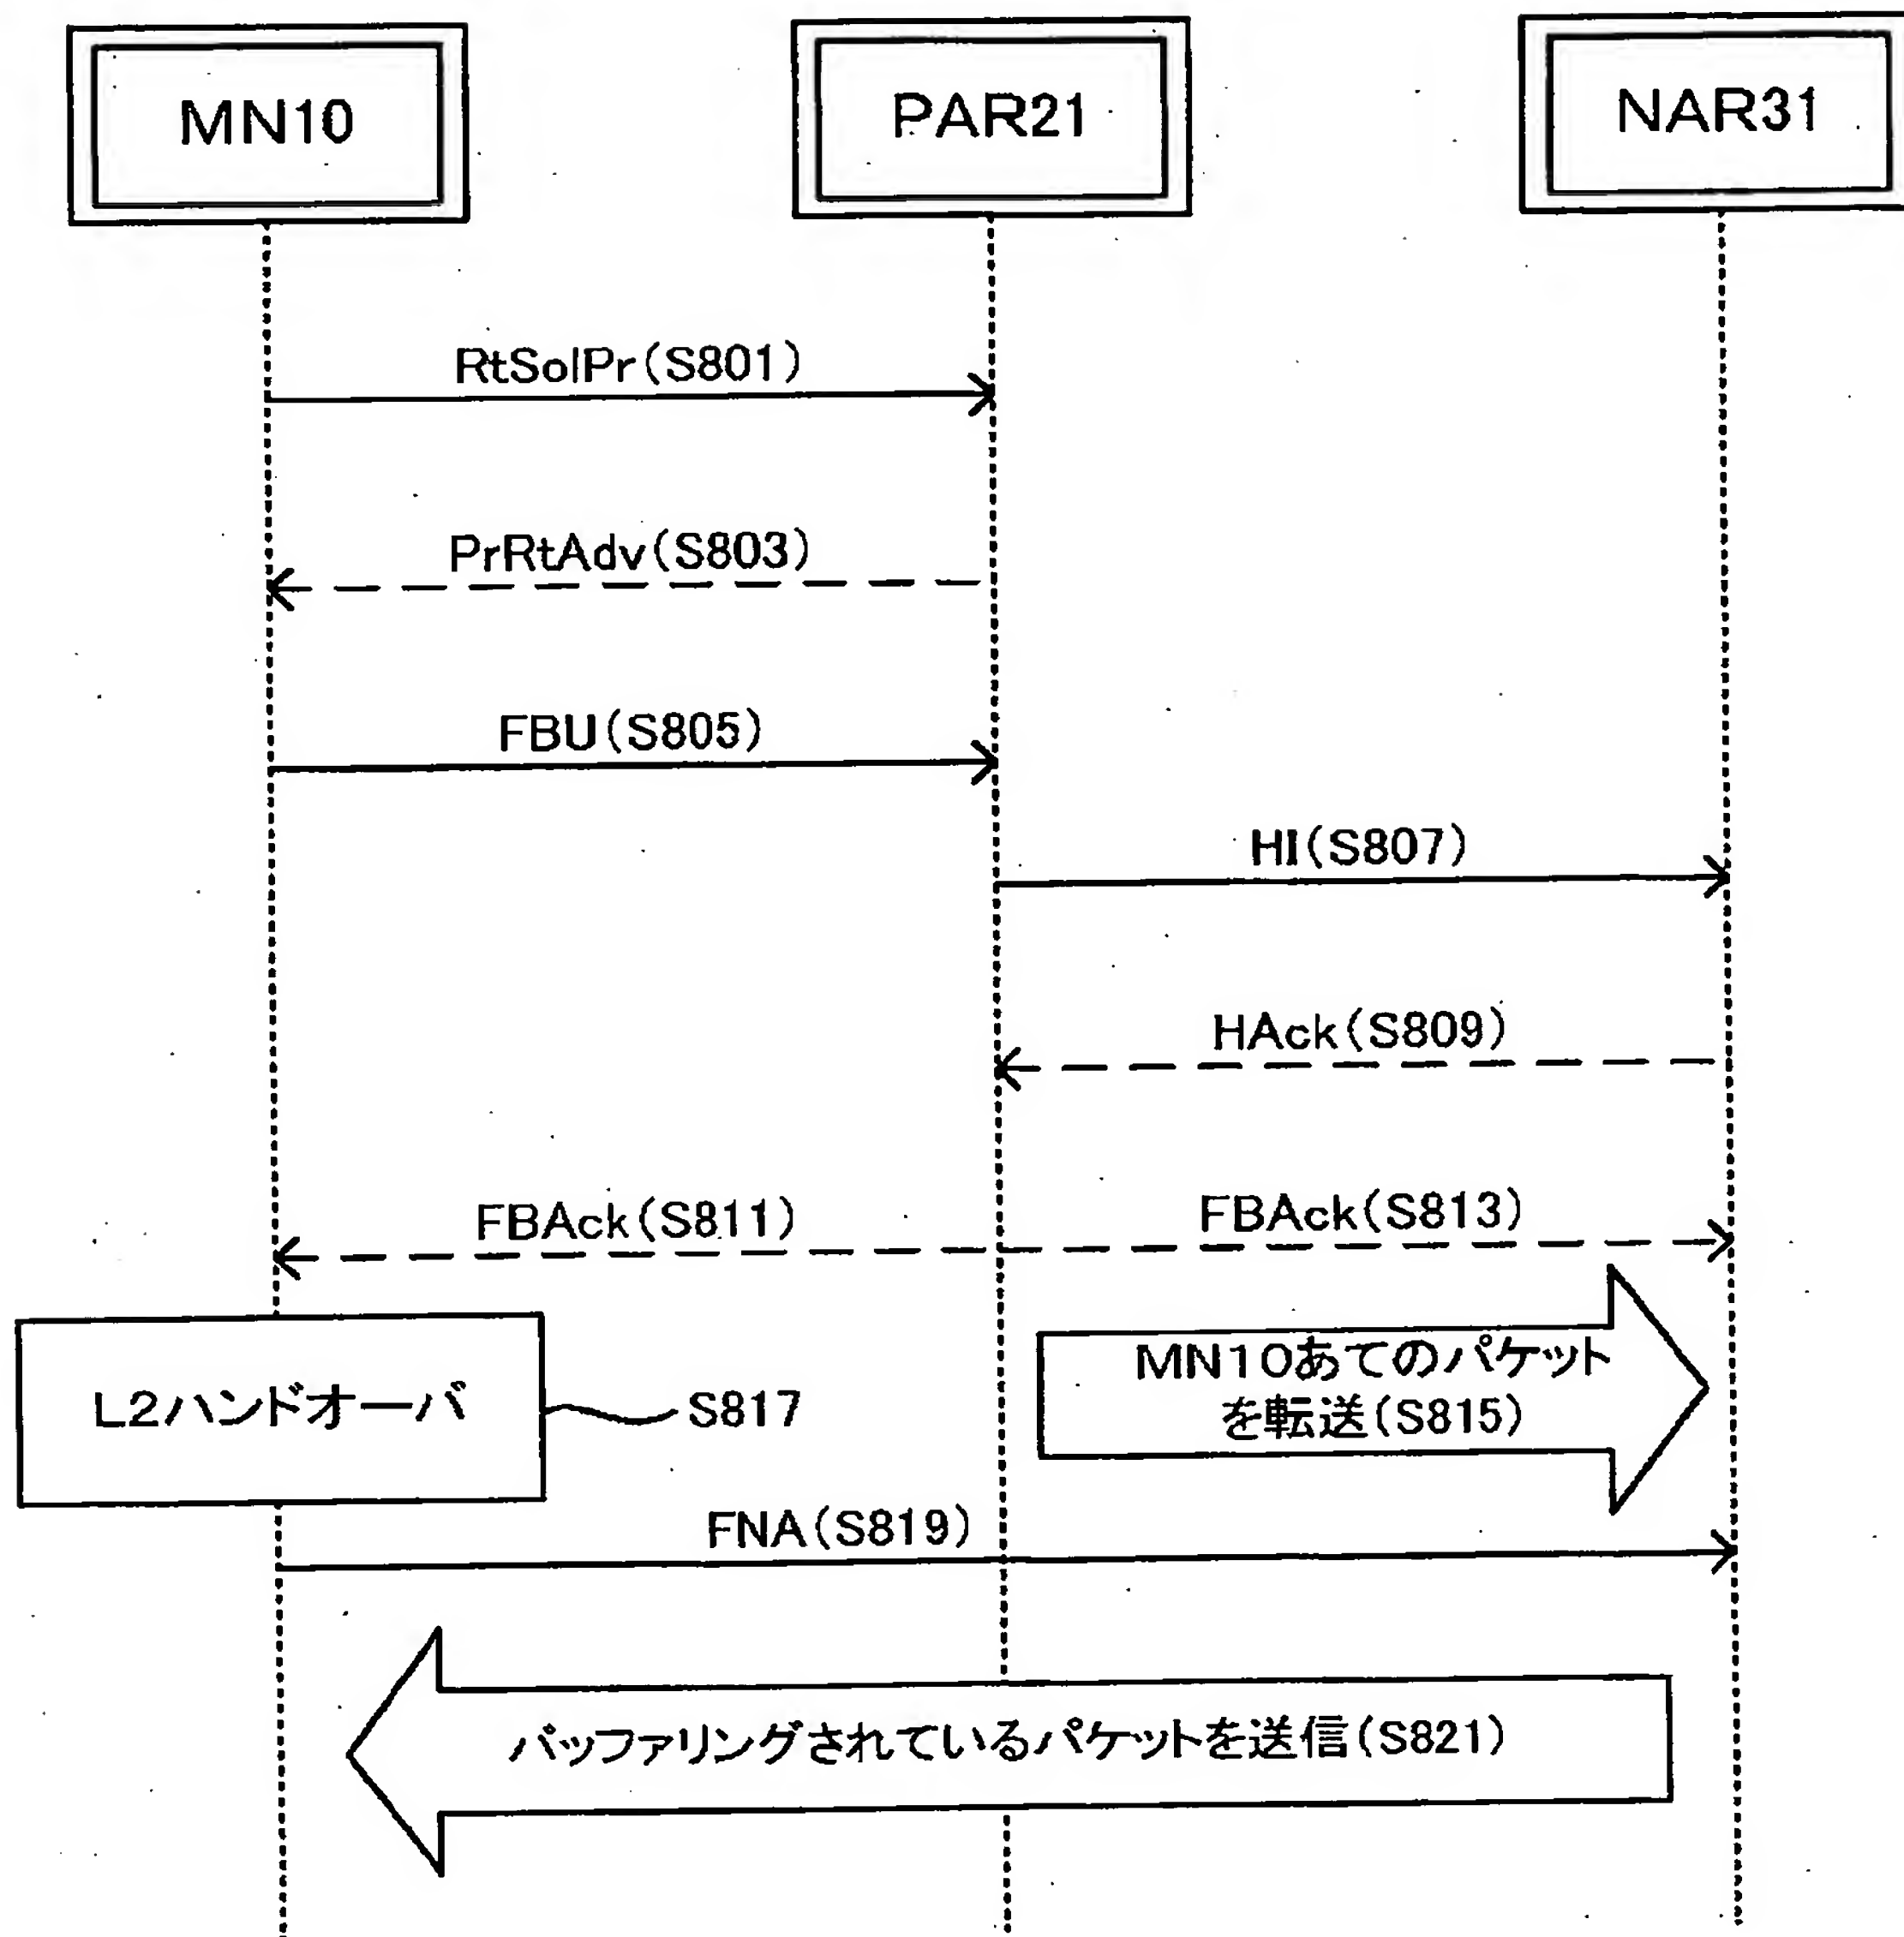 MN10
PAR21
NAR31
RtSolPr(S801)
PrRtAdv(S803)
FBU(S805)
HI(S807)
HAck(S809)
FBAck(S811)
FBAck(S813)
MN10あてのパケット
を転送(S815)
L2ハンドオーバ
S817
FNA(S819)
バッファリングされているパケットを送信(S821)